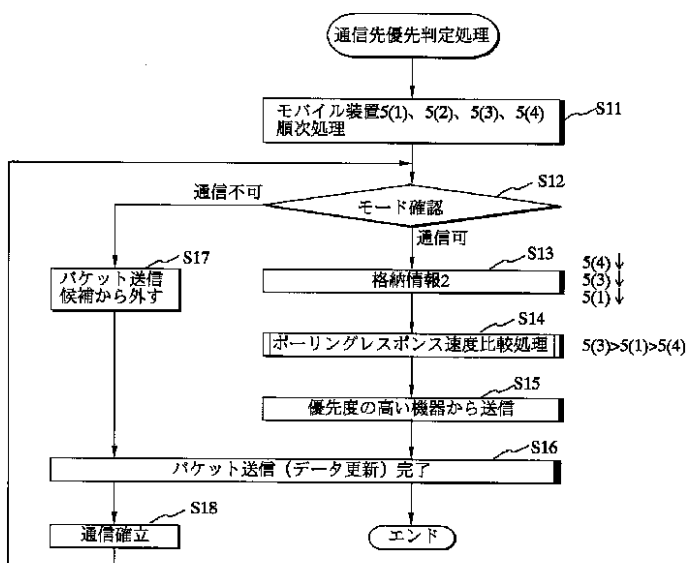 通信先優先判定処理
モバイル装置5(1)、5(2)、5(3)、5(4)
順次処理
S11
S12
通信不可
モード確認
通信可
S17
パケット送信
候補から外す
S13
格納情報2
5(4)↓
5(3)↓
5(1)↓
S14
ポーリングレスポンス速度比較処理
5(3)>5(1)>5(4)
S15
優先度の高い機器から送信
S16
パケット送信（データ更新）完了
S18
通信確立
エンド